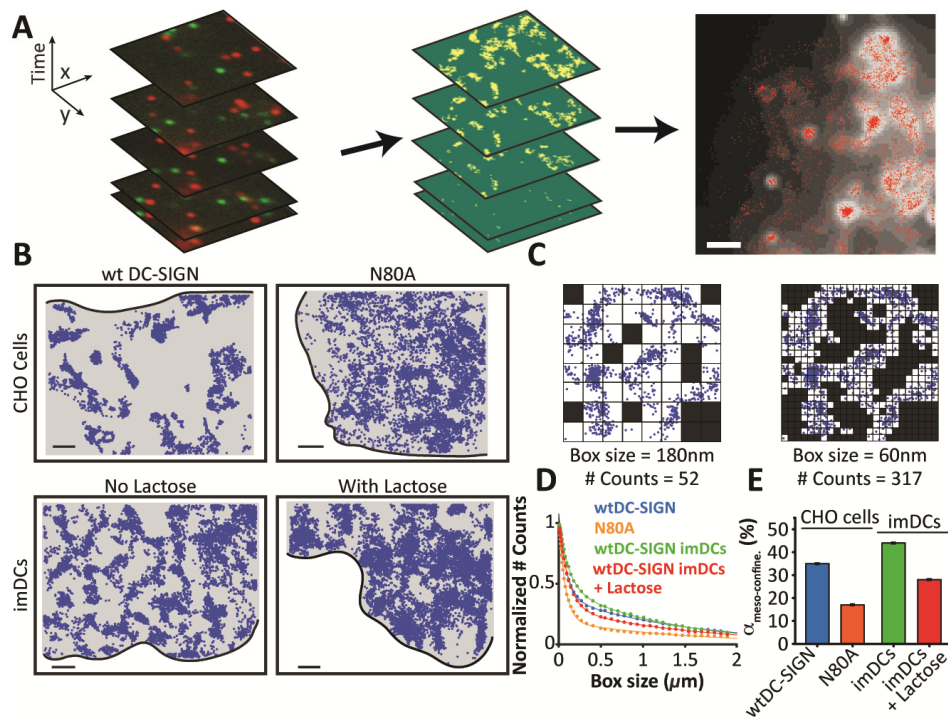 A
Time
x
y
B
wt DC-SIGN
N80A
CHO Cells
No Lactose
With Lactose
imDCs
C
Box size = 180nm
# Counts = 52
Box size = 60nm
# Counts = 317
D
wtDC-SIGN
N80A
wtDC-SIGN imDCs
wtDC-SIGN imDCs
+ Lactose
Normalized # Counts
1
0.5
0
0
0.5
1
1.5
2
Box size (µm)
E
CHO cells
imDCs
α meso-confine. (%)
50
40
30
20
10
0
wtDC-SIGN
N80A
imDCs
imDCs
+ Lactose